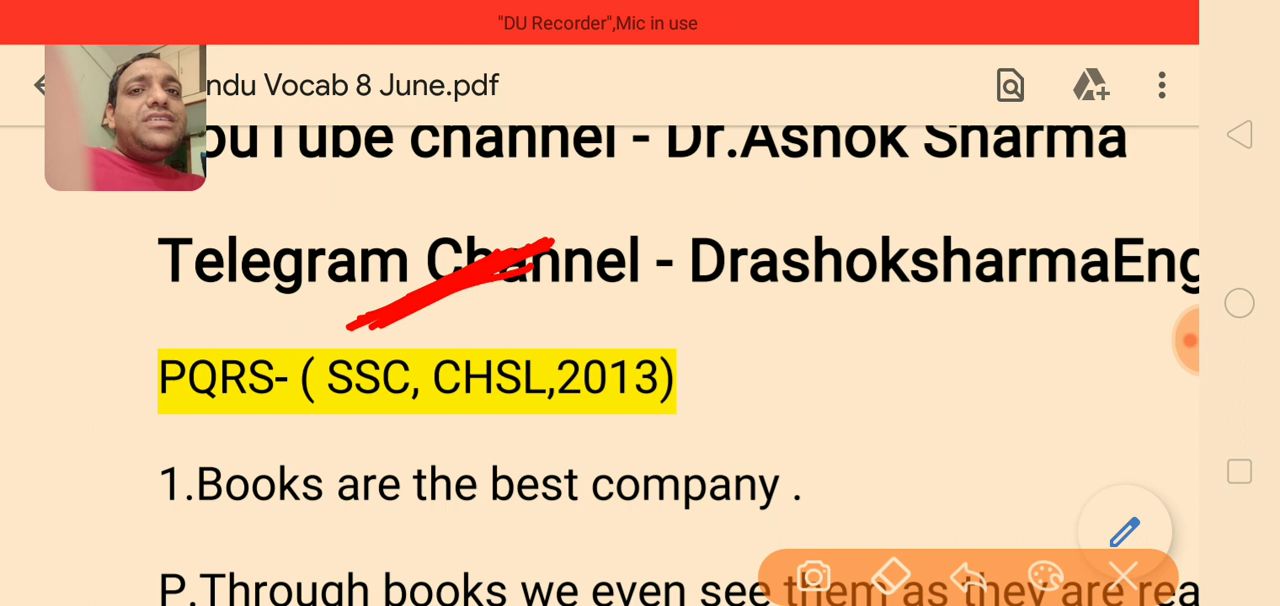 "DU Recorder",Mic in use
ndu Vocab 8 June.pdf
ouTube channel - Dr.Ashok Sharma
Telegram Channel - DrashoksharmaEng
PQRS- ( SSC, CHSL,2013)
1.Books are the best company .
P.Through books we even see them as they are rea